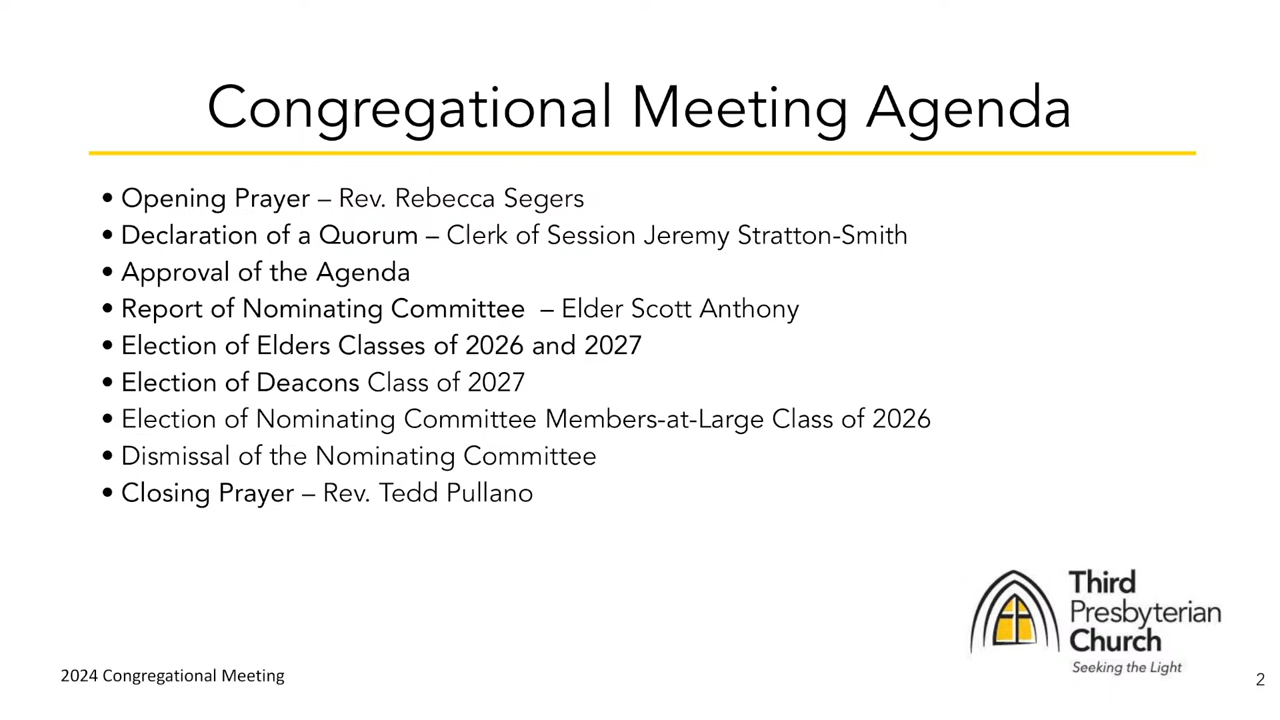 Congregational Meeting Agenda
• Opening Prayer – Rev. Rebecca Segers
• Declaration of a Quorum – Clerk of Session Jeremy Stratton-Smith
• Approval of the Agenda
• Report of Nominating Committee – Elder Scott Anthony
• Election of Elders Classes of 2026 and 2027
• Election of Deacons Class of 2027
• Election of Nominating Committee Members-at-Large Class of 2026
• Dismissal of the Nominating Committee
• Closing Prayer – Rev. Tedd Pullano
Third
Presbyterian
Church
Seeking the Light
2024 Congregational Meeting
2